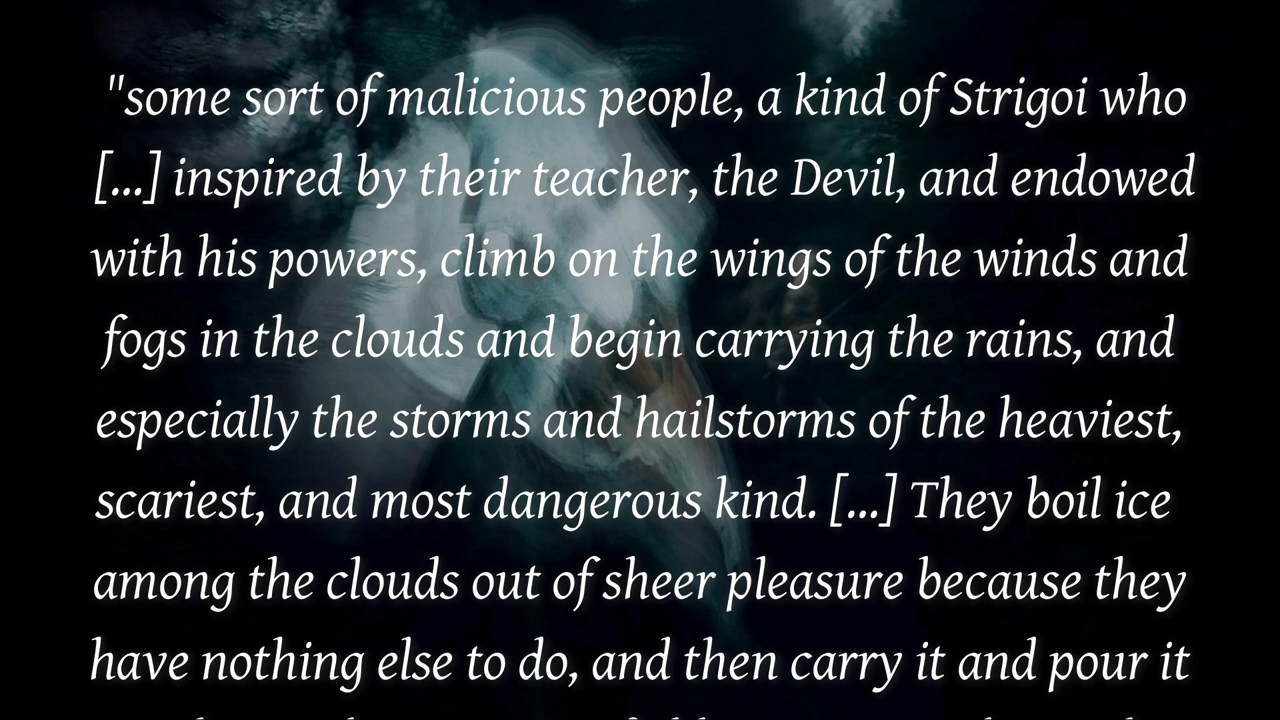 "some sort of malicious people, a kind of Strigoi who
[...] inspired by their teacher, the Devil, and endowed
with his powers, climb on the wings of the winds and
fogs in the clouds and begin carrying the rains, and
especially the storms and hailstorms of the heaviest,
scariest, and most dangerous kind. [...] They boil ice
among the clouds out of sheer pleasure because they
have nothing else to do, and then carry it and pour it